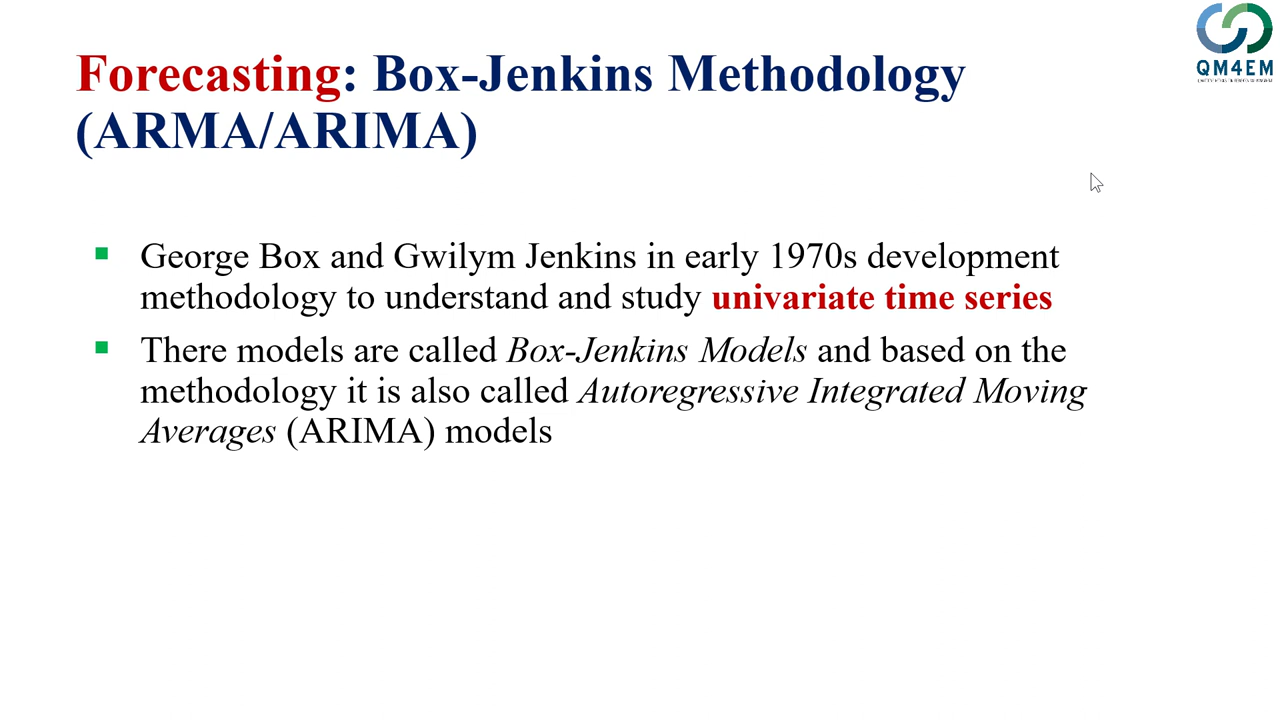 QM4EM
Forecasting: Box-Jenkins Methodology
(ARMA/ARIMA)
George Box and Gwilym Jenkins in early 1970s development
methodology to understand and study univariate time series
There models are called Box-Jenkins Models and based on the
methodology it is also called Autoregressive Integrated Moving
Averages (ARIMA) models